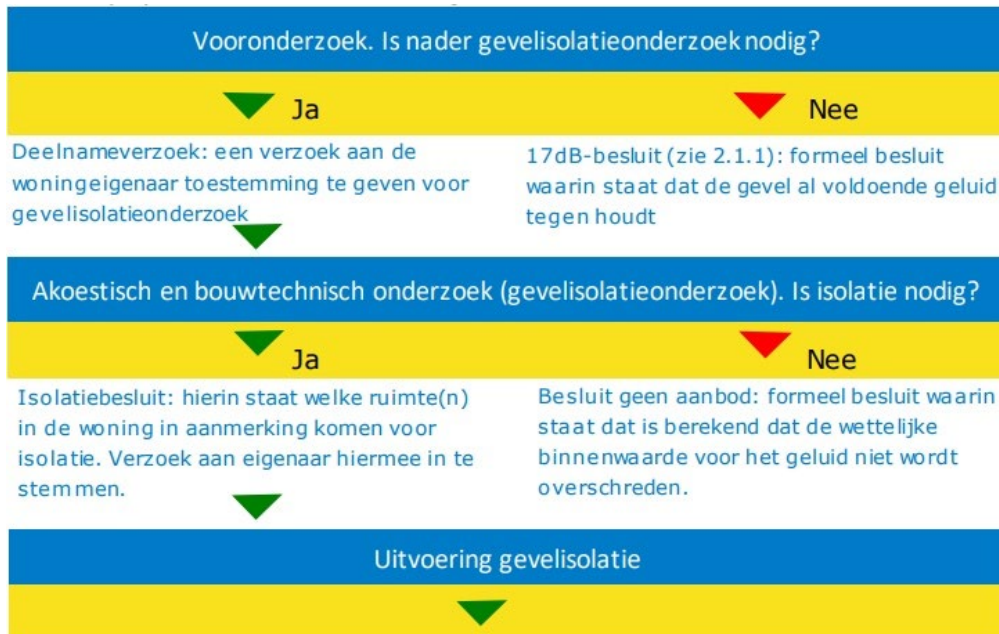 Vooronderzoek. Is nader gevelisolatieonderzoek nodig?
Ja
Nee
Deelnameverzoek: een verzoek aan de
woningeigenaar toestemming te geven voor
gevelisolatieonderzoek
17dB-besluit (zie 2.1.1): formeel besluit
waarin staat dat de gevel al voldoende geluid
tegen houdt
Akoestisch en bouwtechnisch onderzoek (gevelisolatieonderzoek). Is isolatie nodig?
Ja
Nee
Isolatiebesluit: hierin staat welke ruimte(n)
in de woning in aanmerking komen voor
isolatie. Verzoek aan eigenaar hiermee in te
stemmen.
Besluit geen aanbod: formeel besluit waarin
staat dat is berekend dat de wettelijke
binnenwaarde voor het geluid niet wordt
overschreden.
Uitvoering gevelisolatie